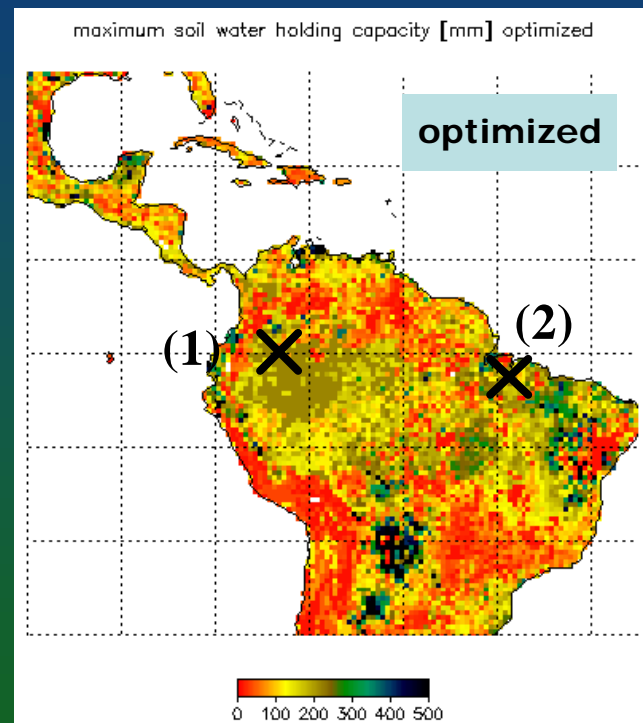 maximum soil water holding capacity [mm] optimized
optimized
(2)
(1)
0 100 200 300 400 500